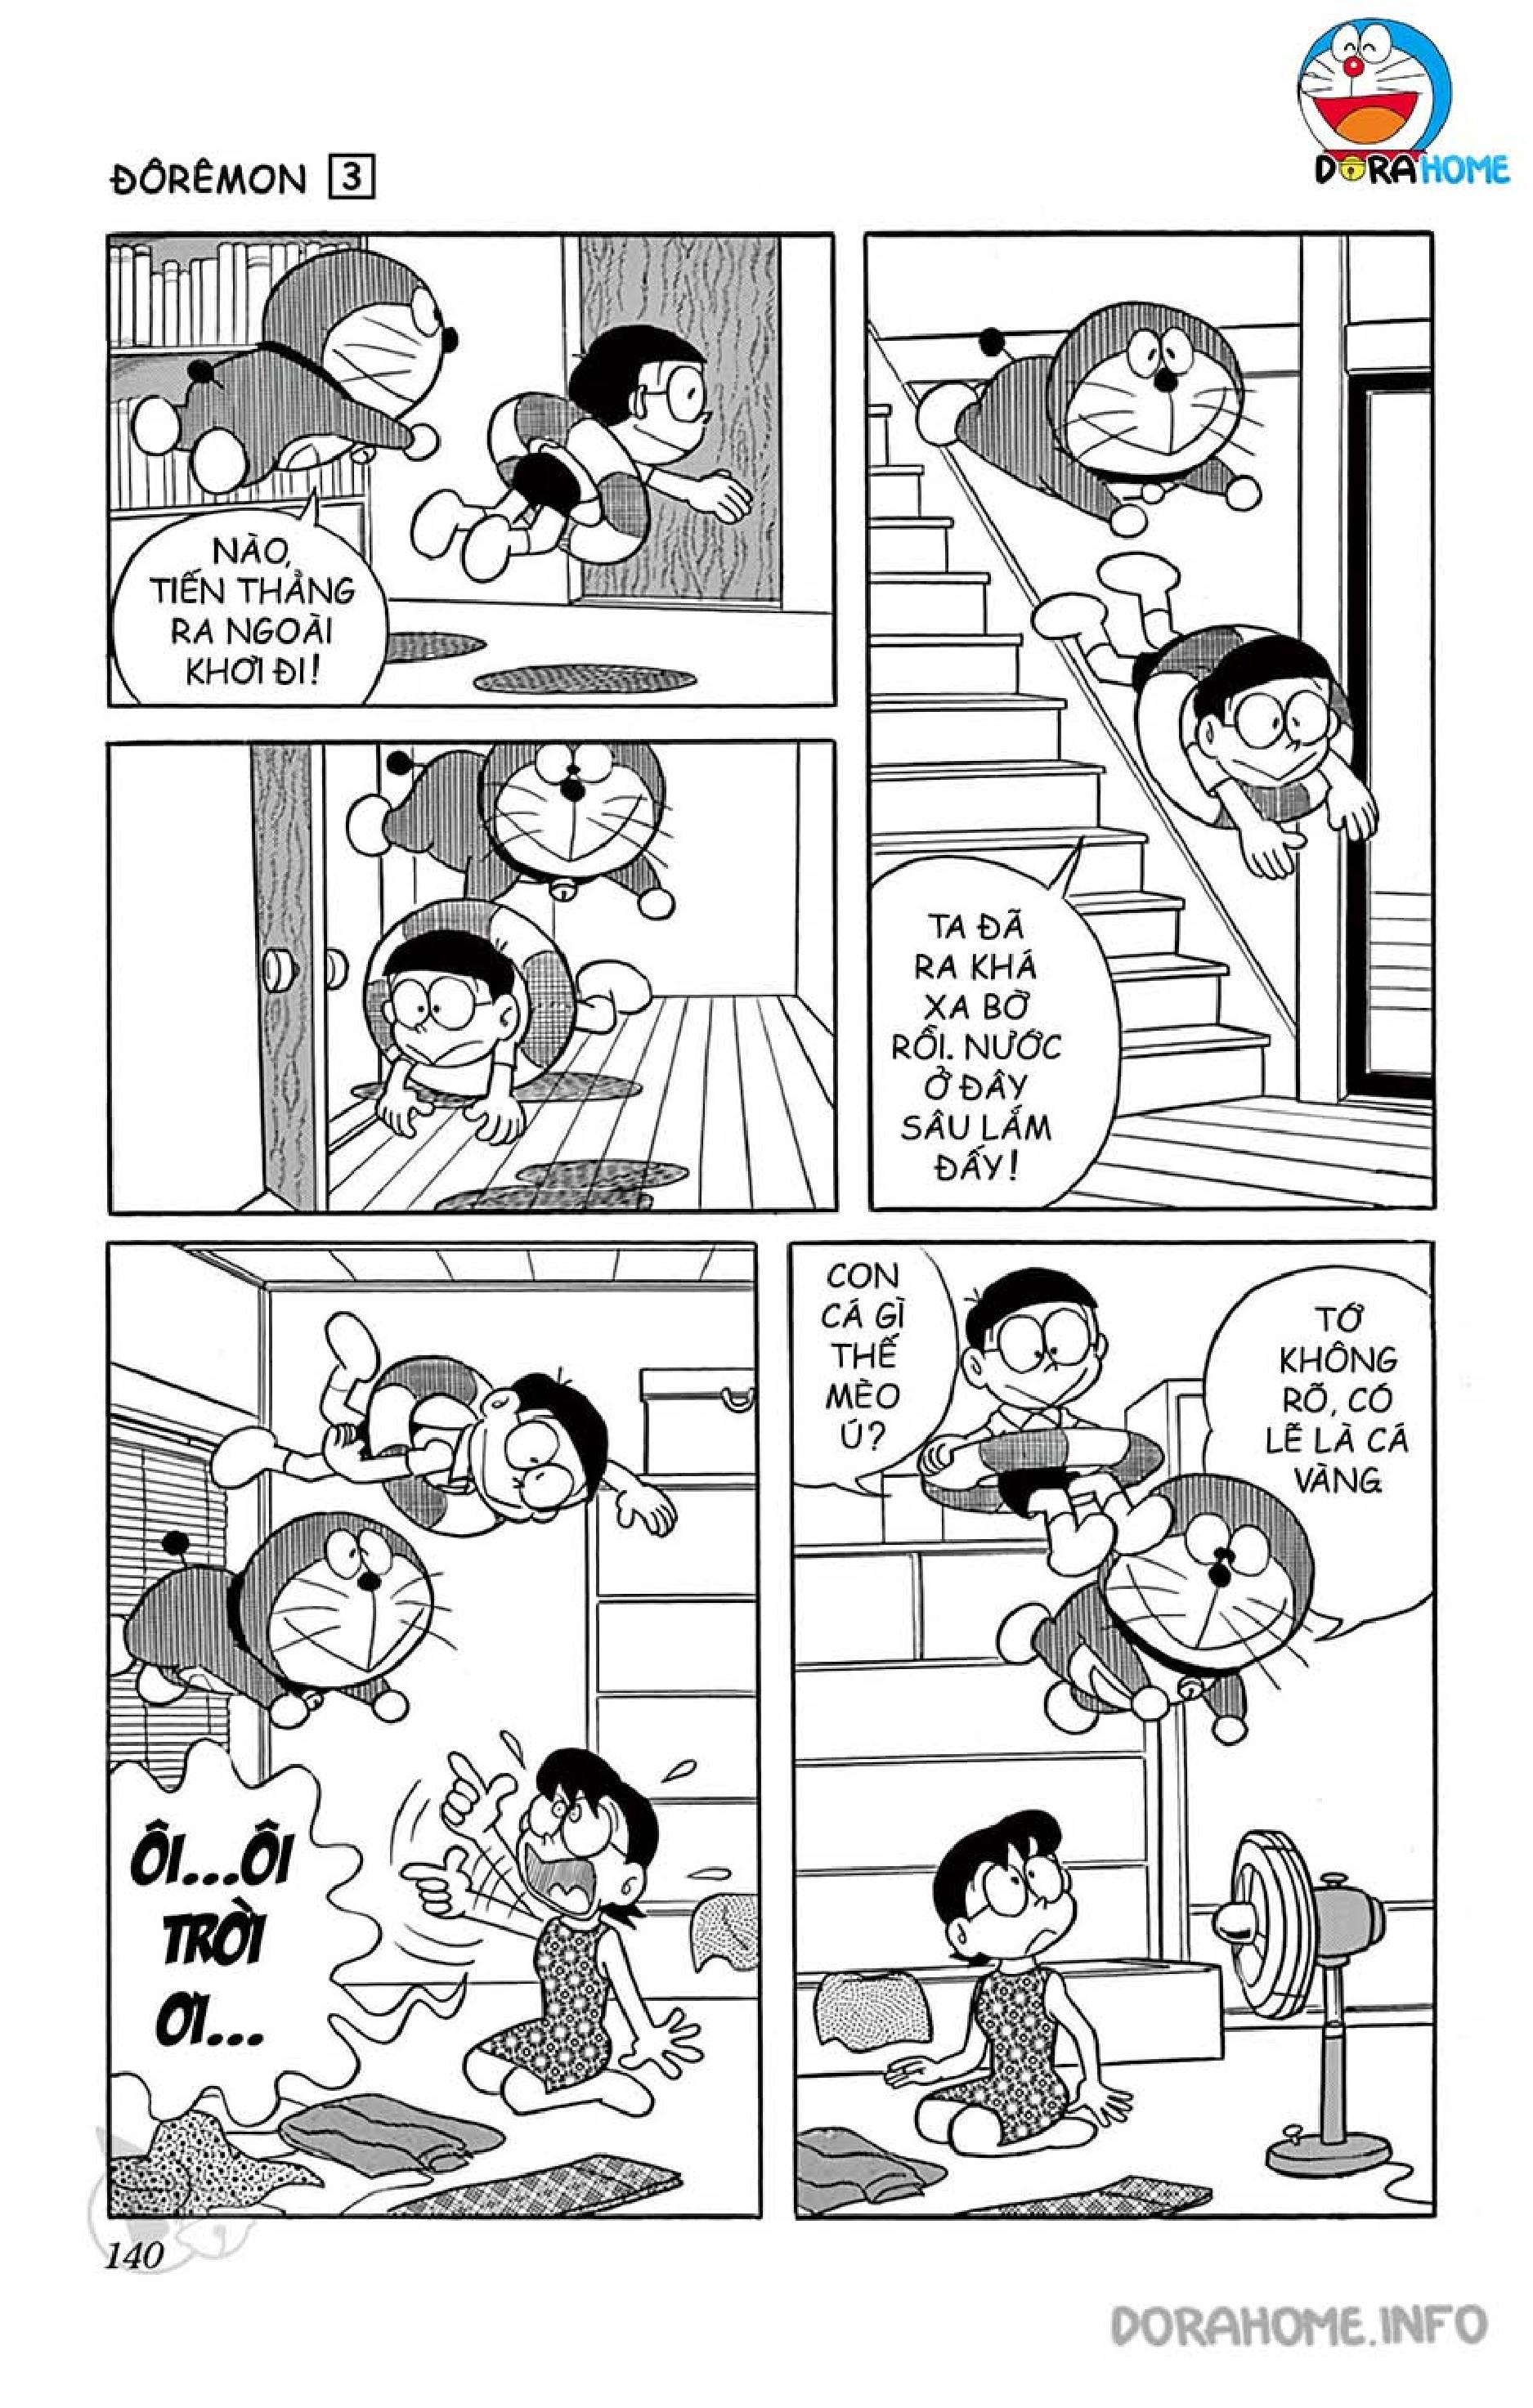 DORAHOME
ĐÔRÊMON 3
NÀO,
TIẾN THẲNG
RA NGOÀI
KHƠI ĐI!
TA ĐÃ
RA KHÁ
XA BỜ
RỒI. NƯỚC
Ở ĐÂY
SÂU LẮM
ĐẤY!
CON
CÁ GÌ
THẾ
MÈO
Ú?
TỚ
KHÔNG
RÕ, CÓ
LẼ LÀ CÁ
VÀNG
ÔI...ÔI
TRỜI
ƠI...
140
DORAHOME.INFO